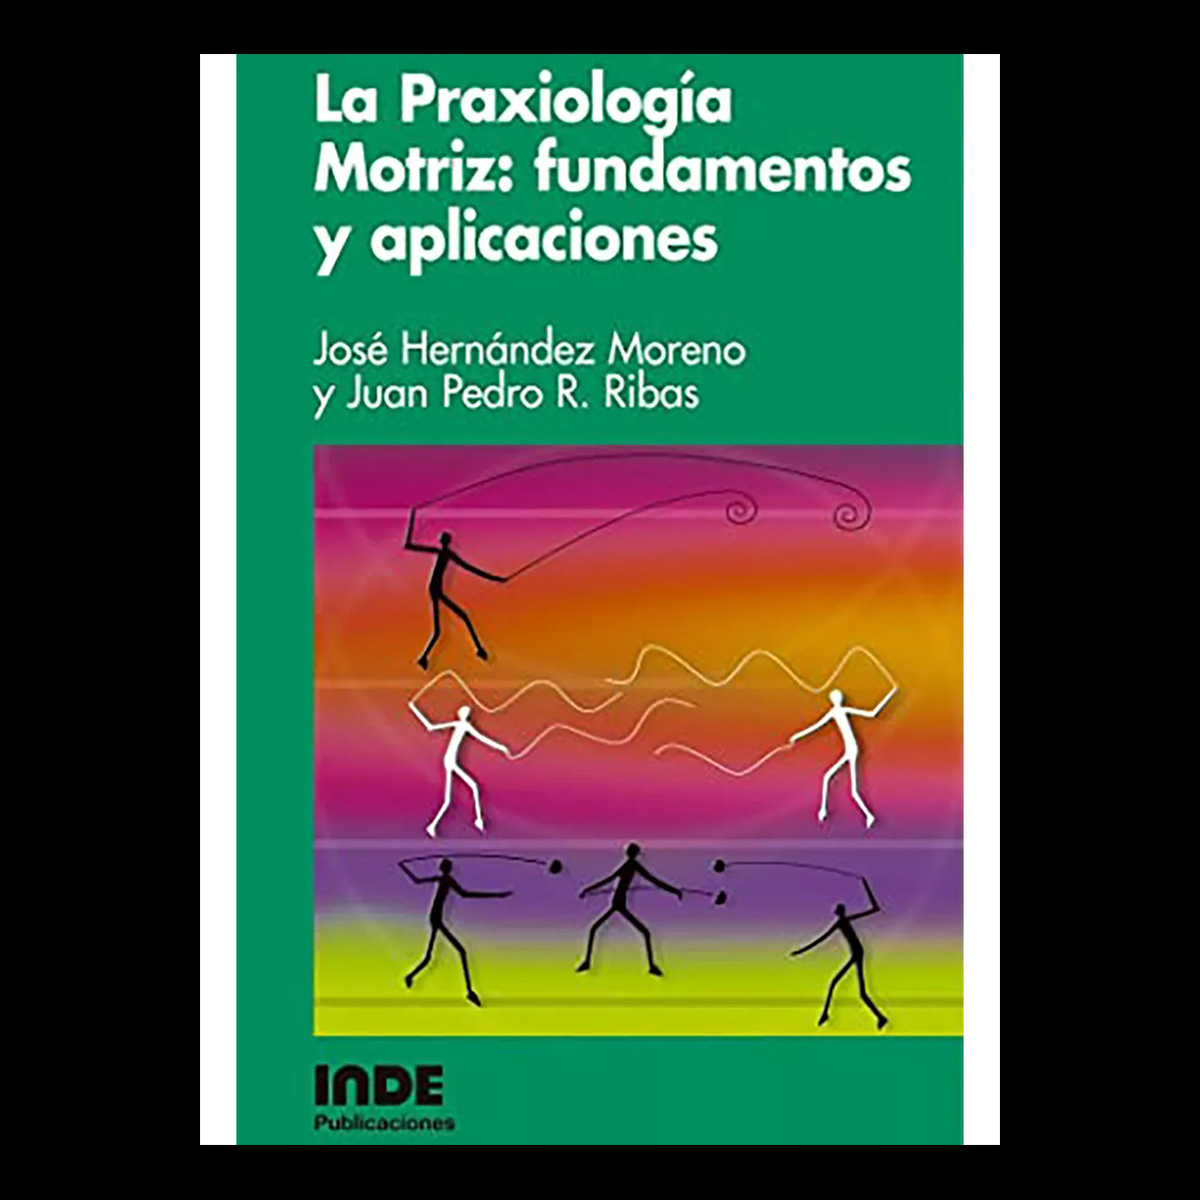 La Praxiología
Motriz: fundamentos
y aplicaciones
José Hernández Moreno
y Juan Pedro R. Ribas
INDE
Publicaciones